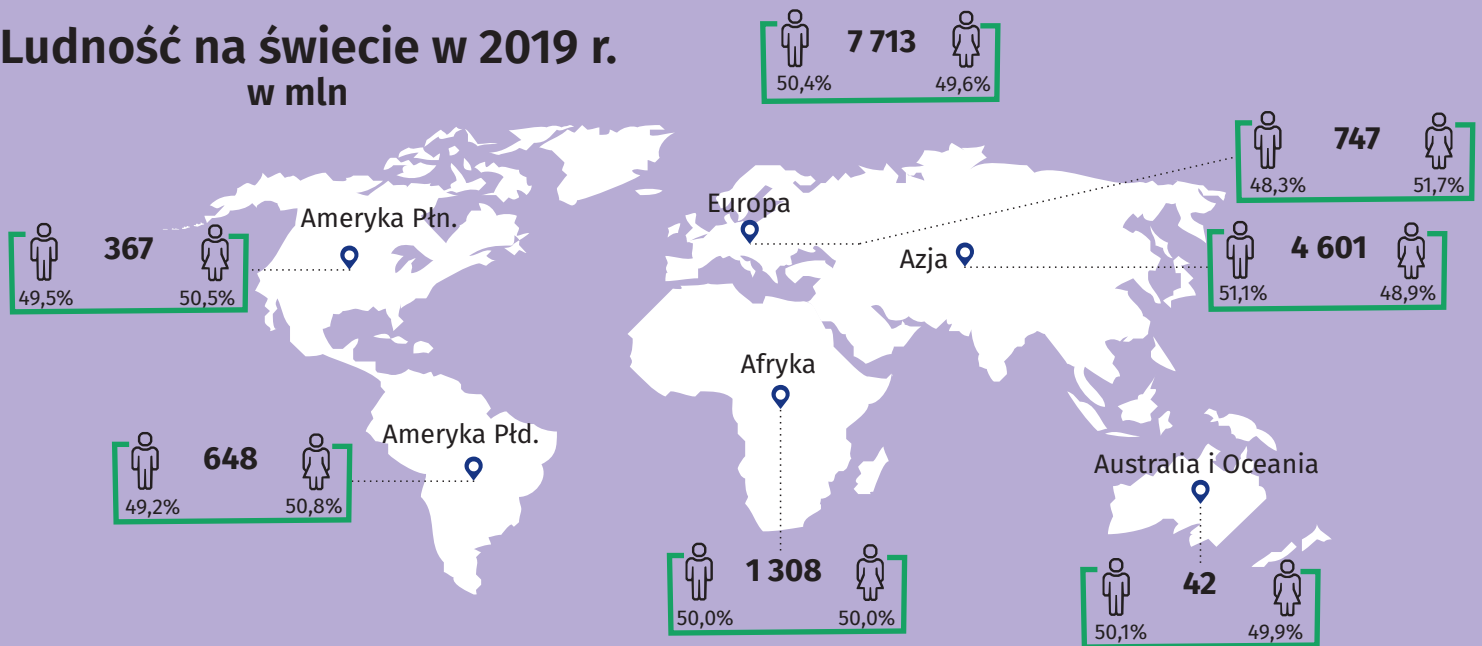 Ludność na świecie w 2019 r.
w mln
7 713
50,4% 49,6%
747
48,3% 51,7%
Europa
Ameryka Płn.
367
49,5% 50,5%
Azja
4 601
51,1% 48,9%
Afryka
Ameryka Płd.
648
49,2% 50,8%
Australia i Oceania
1 308
50,0% 50,0%
42
50,1% 49,9%